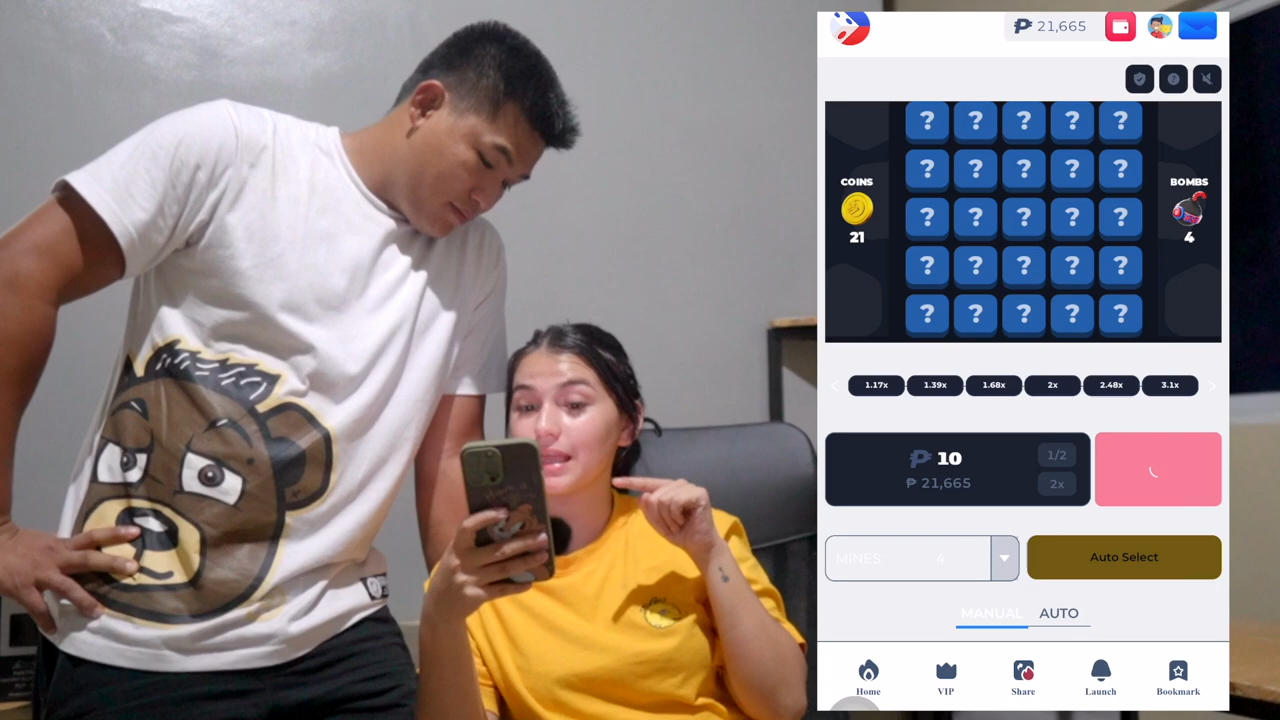 ₱ 21,665
? ? ? ? ?
? ? ? ? ?
COINS
21
BOMBS
4
? ? ? ? ?
? ? ? ? ?
? ? ? ? ?
1.17x 1.39x 1.68x 2x 2.48x 3.1x
₱ 10
₱ 21,665
1/2
2x
MINES 4
Auto Select
MANUAL AUTO
Home VIP Share Launch Bookmark